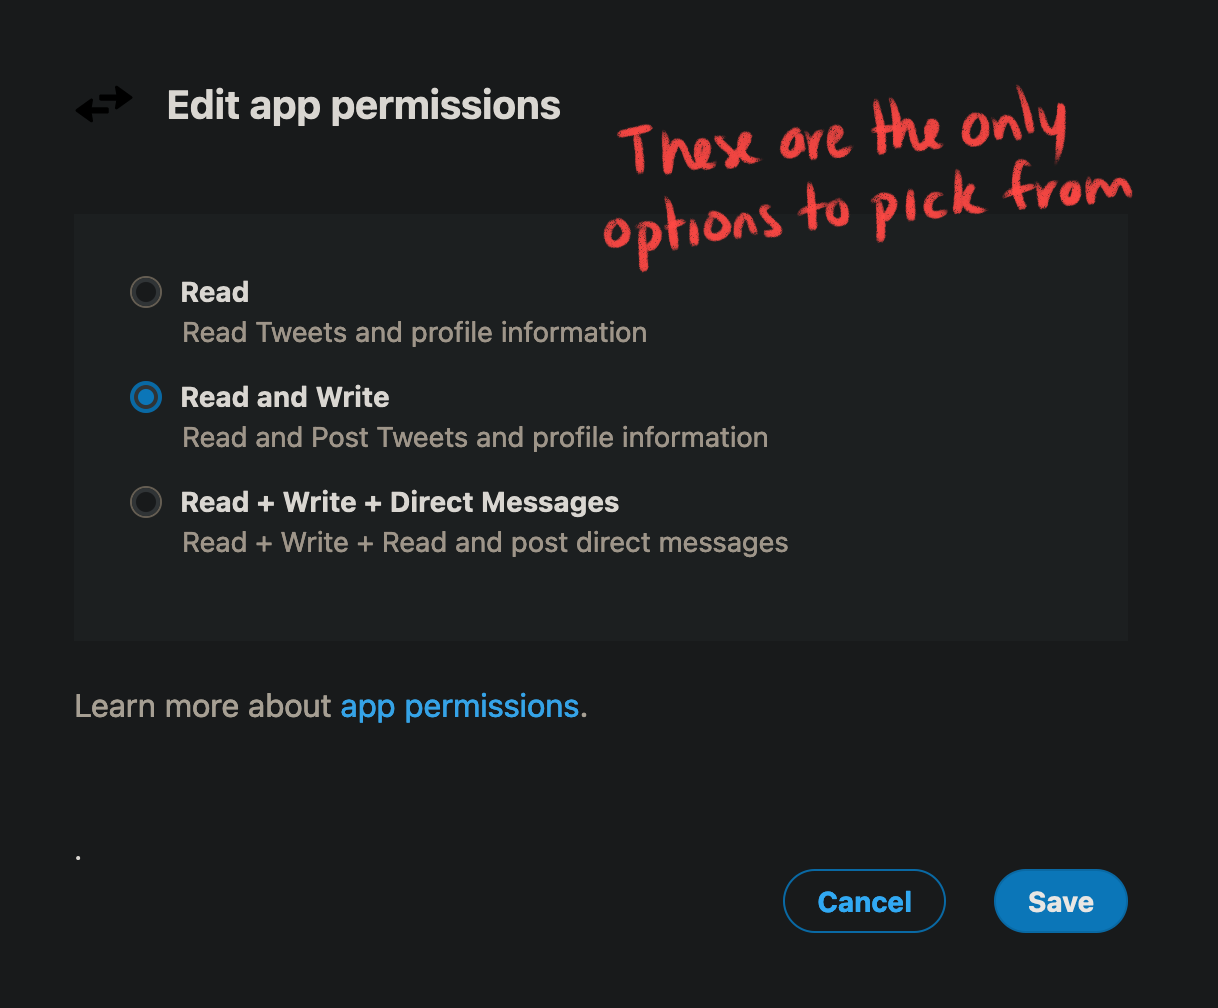 Edit app permissions
These are the only
options to pick from
Read
Read Tweets and profile information
Read and Write
Read and Post Tweets and profile information
Read + Write + Direct Messages
Read + Write + Read and post direct messages
Learn more about app permissions.
.
Cancel
Save